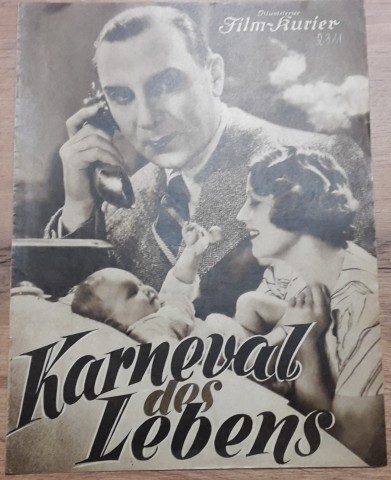 Illustrierter
Film-Kurier
Karneval
des
Lebens